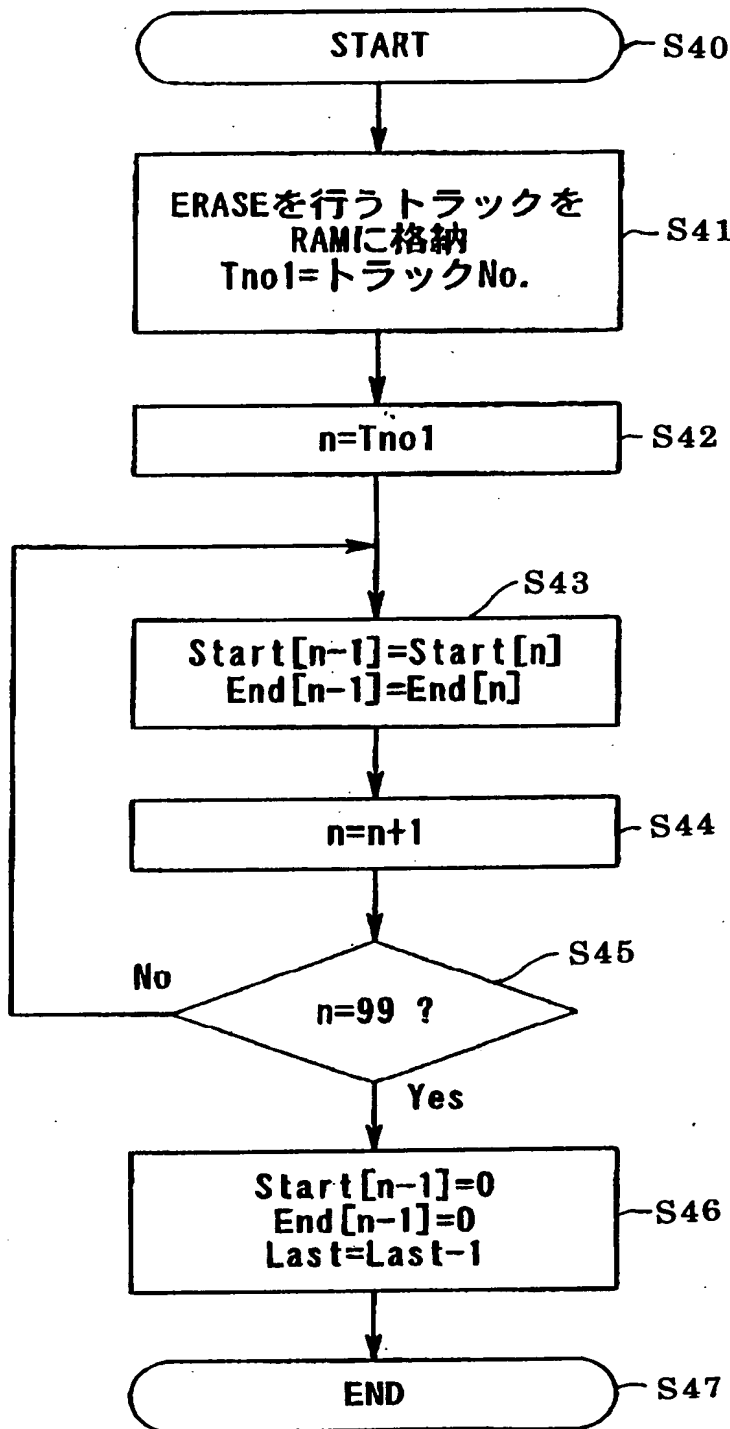 START
S40
ERASEを行うトラックを
RAMに格納
Tno1=トラックNo.
S41
n=Tno1
S42
S43
Start[n-1]=Start[n]
End[n-1]=End[n]
n=n+1
S44
S45
No
n=99 ?
Yes
Start[n-1]=0
End[n-1]=0
Last=Last-1
S46
END
S47